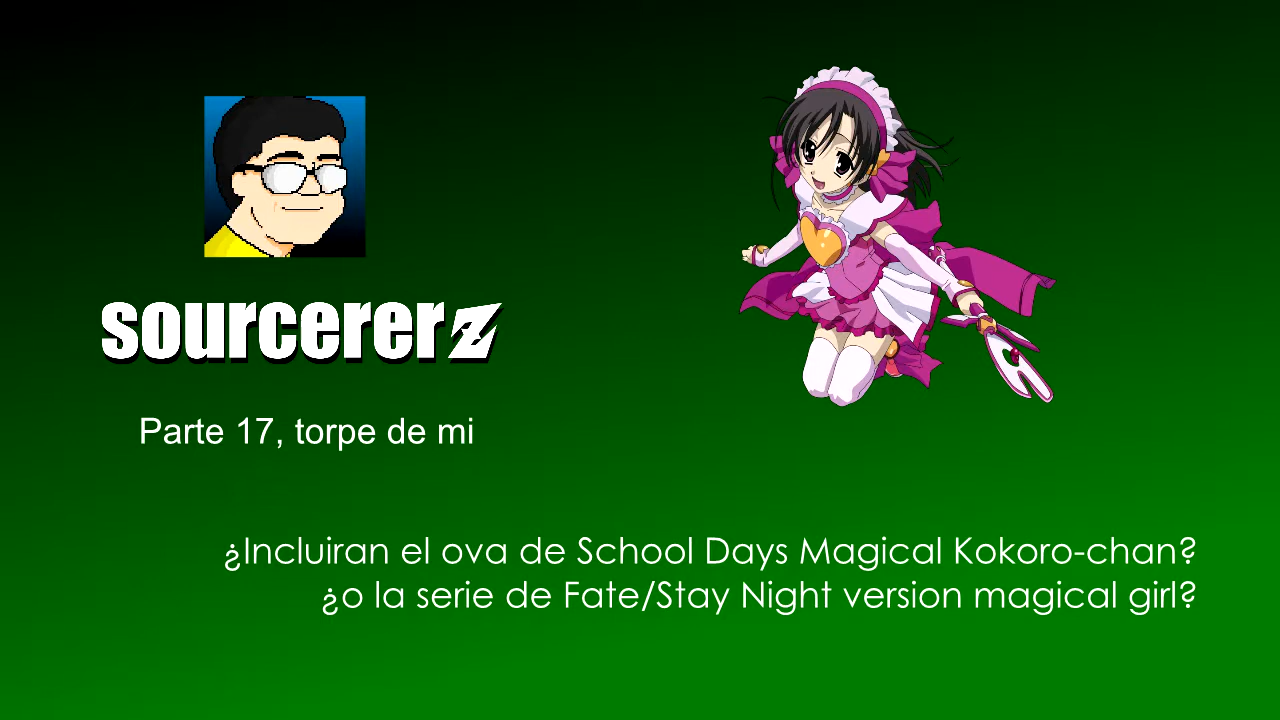 sourcererz
Parte 17, torpe de mi
¿Incluiran el ova de School Days Magical Kokoro-chan?
¿o la serie de Fate/Stay Night version magical girl?